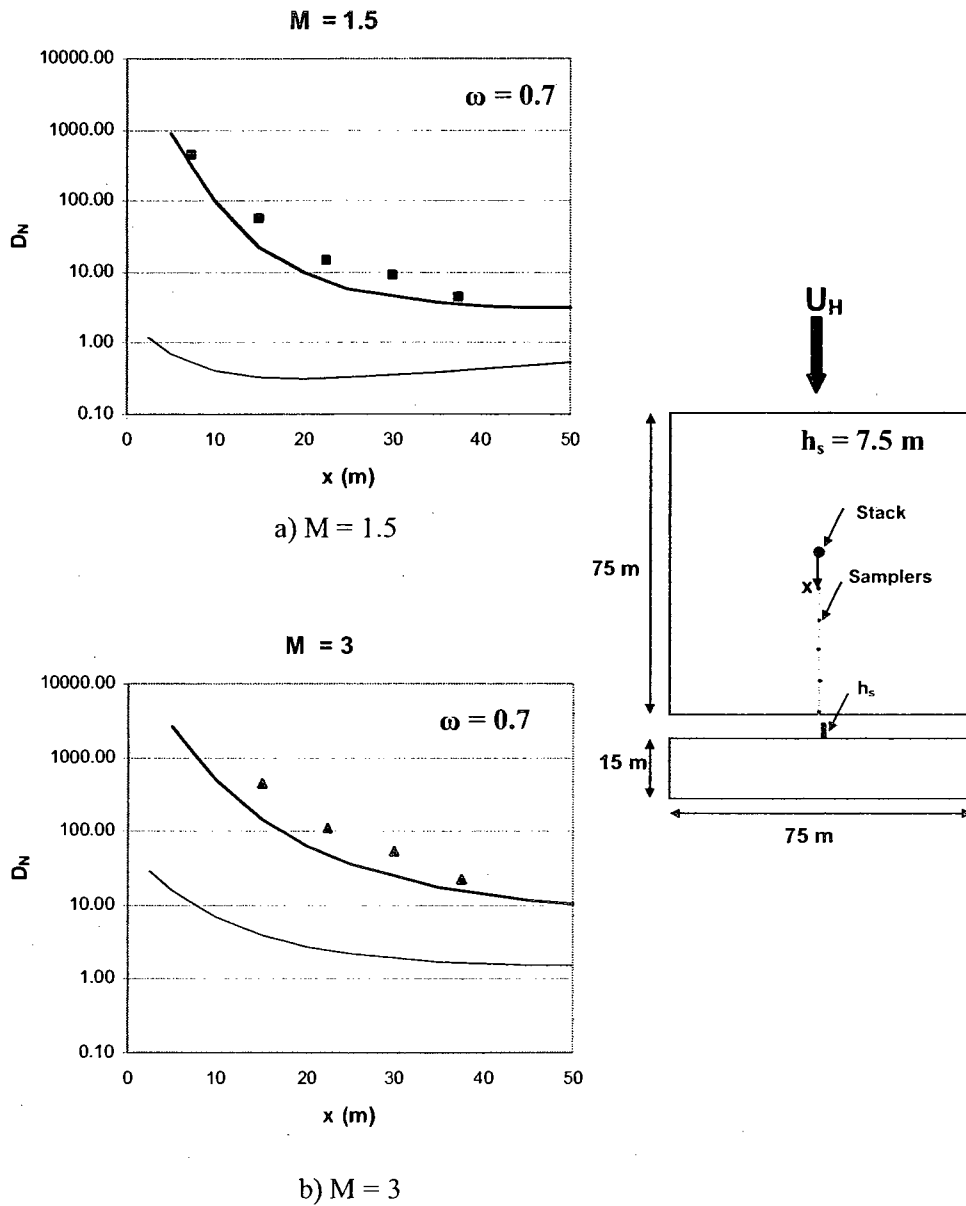 M = 1.5
10000.00
1000.00
100.00
10.00
1.00
0.10
D_N
ω = 0.7
0 10 20 30 40 50
x (m)
a) M = 1.5
M = 3
10000.00
1000.00
100.00
10.00
1.00
0.10
D_N
ω = 0.7
0 10 20 30 40 50
x (m)
b) M = 3
U_H
h_s = 7.5 m
Stack
75 m
x
Samplers
h_s
15 m
75 m